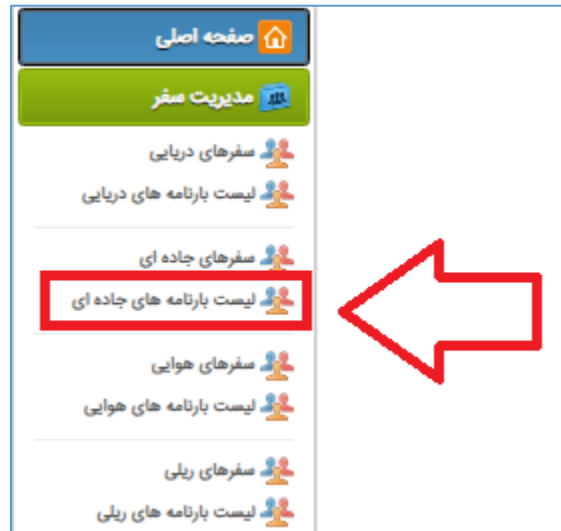 صفحه اصلی
مدیریت سفر
سفرهای دریایی
لیست بارنامه های دریایی
سفرهای جاده ای
لیست بارنامه های جاده ای
سفرهای هوایی
لیست بارنامه های هوایی
سفرهای ریلی
لیست بارنامه های ریلی